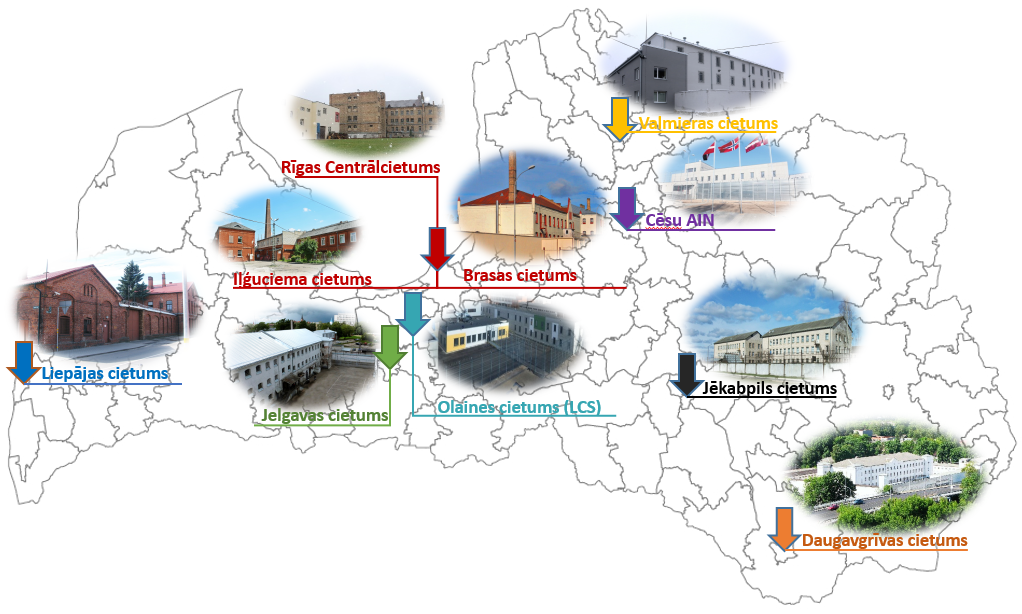 Valmieras cietums
Rīgas Centrālcietums
Cēsu AIN
Iļģuciema cietums
Brasas cietums
Liepājas cietums
Jēkabpils cietums
Jelgavas cietums
Olaines cietums (LCS)
Daugavgrīvas cietums